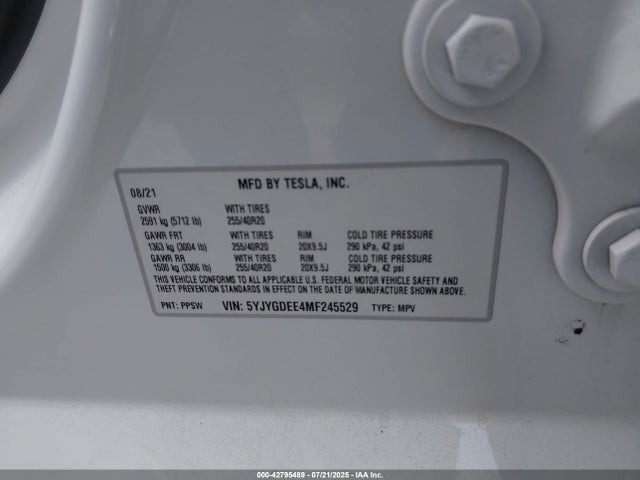 08/21 MFD BY TESLA, INC.
GVWR WITH TIRES
2591 kg (5712 lb) 255/40R20
GAWR FRT WITH TIRES RIM COLD TIRE PRESSURE
1363 kg (3004 lb) 255/40R20 20X9.5J 290 kPa, 42 psi
GAWR RR WITH TIRES RIM COLD TIRE PRESSURE
1500 kg (3306 lb) 255/40R20 20X9.5J 290 kPa, 42 psi
THIS VEHICLE CONFORMS TO ALL APPLICABLE U.S. FEDERAL MOTOR VEHICLE SAFETY AND
THEFT PREVENTION STANDARDS IN EFFECT ON THE DATE OF MANUFACTURE SHOWN ABOVE.
PNT: PPSW VIN: 5YJYGDEE4MF245529 TYPE: MPV
000-42795489 - 07/21/2025 - IAA Inc.